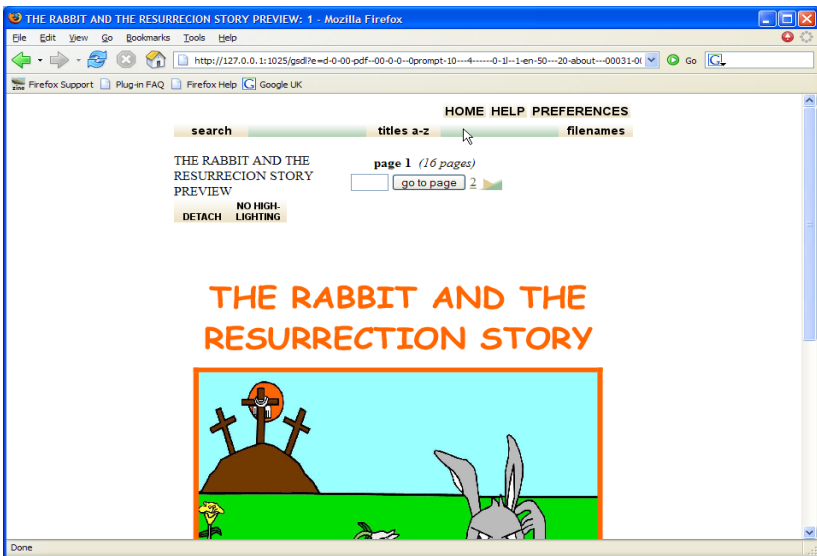 THE RABBIT AND THE RESURRECION STORY PREVIEW: 1 - Mozilla Firefox
File Edit View Go Bookmarks Tools Help
http://127.0.0.1:1025/gsdl?e=d-0-00-pdf--00-0-0--0prompt-10---4------0-1l--1-en-50---20-about---00031-0( Go
Firefox Support Plug-in FAQ Firefox Help Google UK
HOME HELP PREFERENCES
search titles a-z filenames
THE RABBIT AND THE
RESURRECION STORY
PREVIEW
page 1 (16 pages)
go to page 2
DETACH NO HIGH-
LIGHTING
THE RABBIT AND THE
RESURRECTION STORY
Done